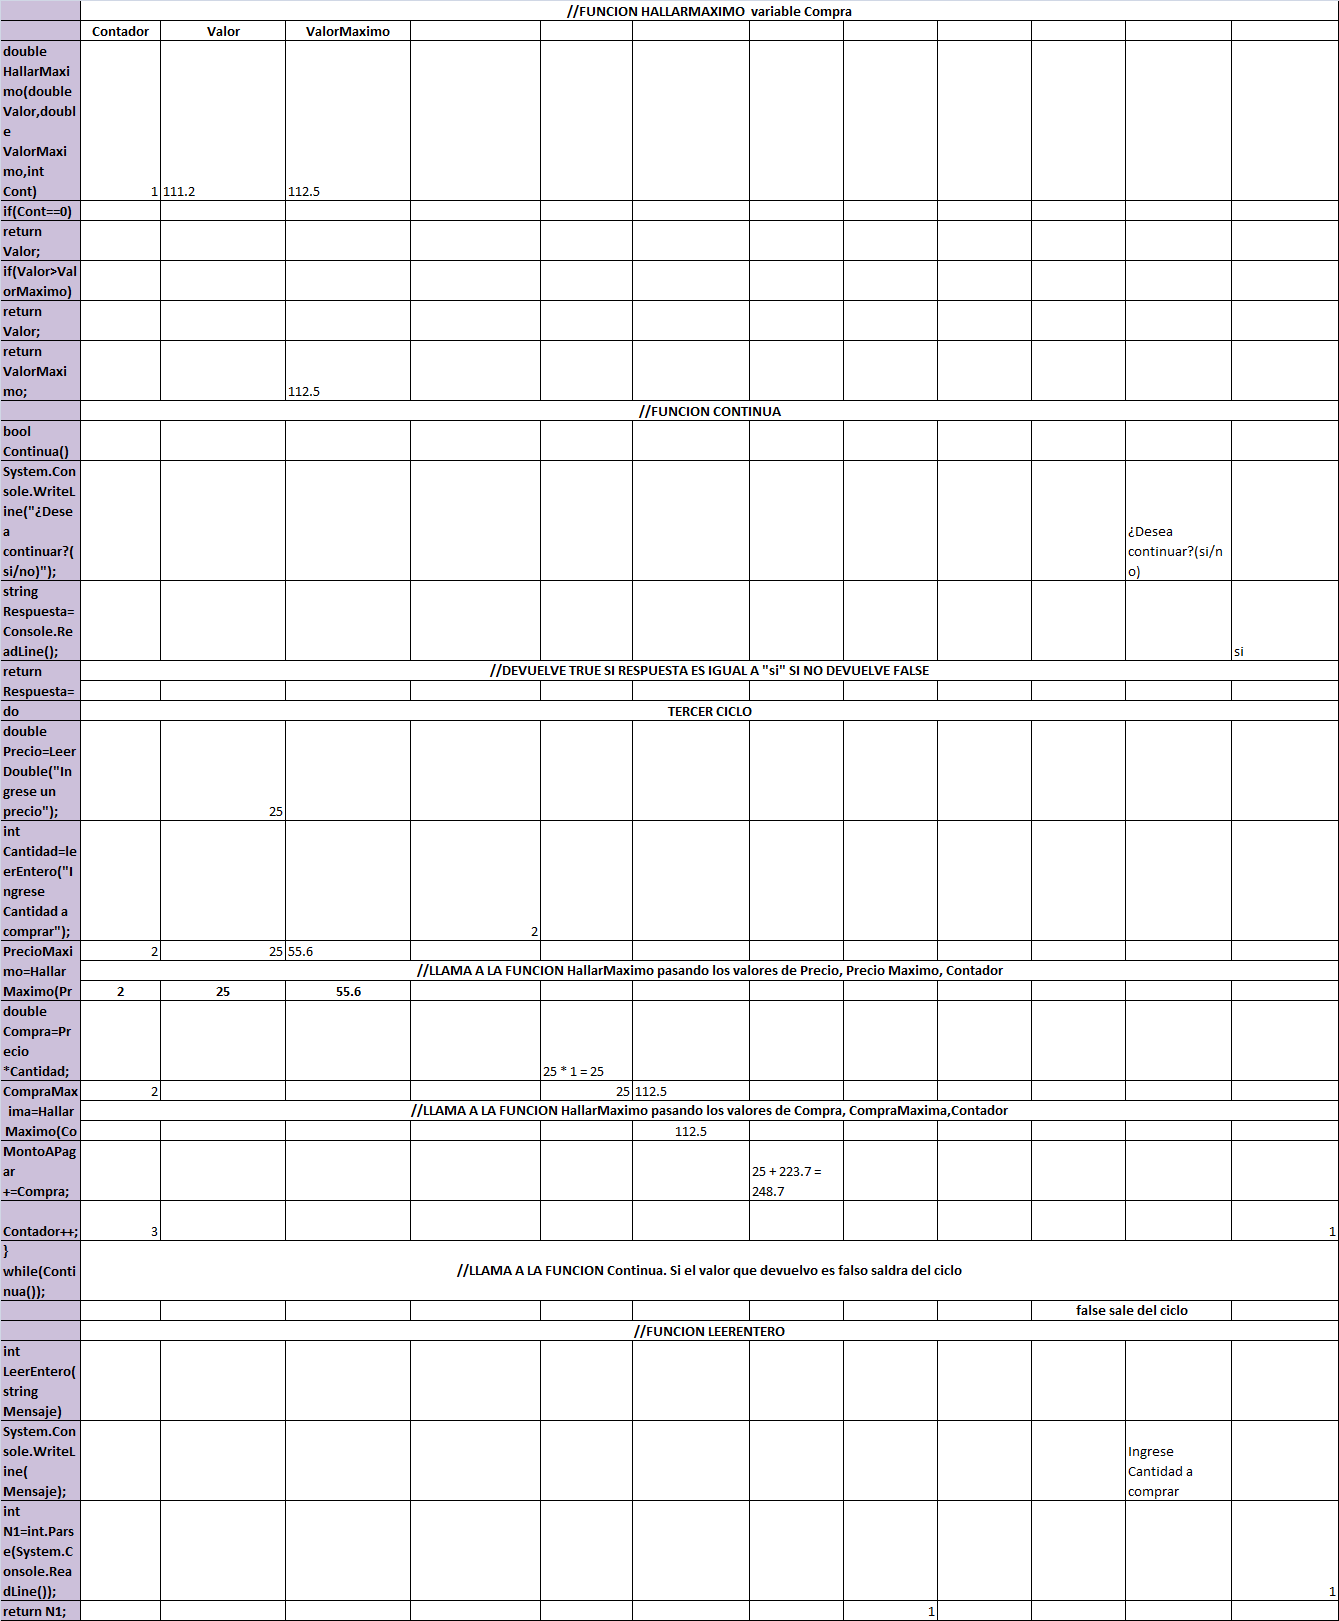 //FUNCION HALLARMAXIMO  variable Compra
Contador Valor ValorMaximo
double
HallarMaxi
mo(double
Valor,doubl
e
ValorMaxi
mo,int
Cont) 1 111.2 112.5
if(Cont==0)
return
Valor;
if(Valor>Val
orMaximo)
return
Valor;
return
ValorMaxi
mo; 112.5
//FUNCION CONTINUA
bool
Continua()
System.Con
sole.WriteL
ine("¿Dese
a
continuar?(
si/no)");
¿Desea
continuar?(si/n
o)
string
Respuesta=
Console.Re
adLine(); si
return
Respuesta=
//DEVUELVE TRUE SI RESPUESTA ES IGUAL A "si" SI NO DEVUELVE FALSE
do TERCER CICLO
double
Precio=Leer
Double("In
grese un
precio"); 25
int
Cantidad=le
erEntero("I
ngrese
Cantidad a
comprar"); 2
PrecioMaxi
mo=Hallar
Maximo(Pr
2 25 55.6
//LLAMA A LA FUNCION HallarMaximo pasando los valores de Precio, Precio Maximo, Contador
2 25 55.6
double
Compra=Pr
ecio
*Cantidad; 25 * 1 = 25
CompraMax
ima=Hallar
Maximo(Co
2 25 112.5
//LLAMA A LA FUNCION HallarMaximo pasando los valores de Compra, CompraMaxima,Contador
112.5
MontoAPag
ar
+=Compra;
25 + 223.7 =
248.7
Contador++; 3 1
}
while(Conti
nua());
//LLAMA A LA FUNCION Continua. Si el valor que devuelvo es falso saldra del ciclo
false sale del ciclo
//FUNCION LEERENTERO
int
LeerEntero(
string
Mensaje)
System.Con
sole.WriteL
ine(
Mensaje);
Ingrese
Cantidad a
comprar
int
N1=int.Pars
e(System.C
onsole.Rea
dLine()); 1
return N1; 1